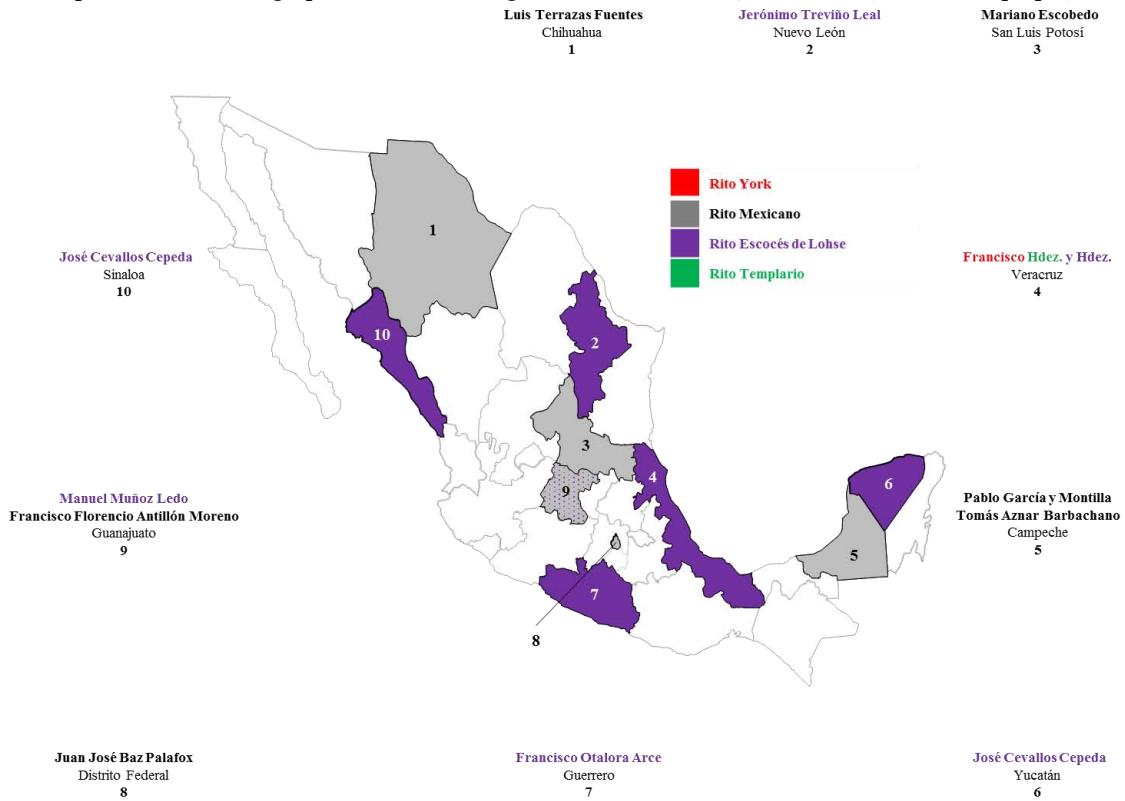 Luis Terrazas Fuentes
Chihuahua
1
Jerónimo Treviño Leal
Nuevo León
2
Mariano Escobedo
San Luis Potosí
3
Rito York
Rito Mexicano
Rito Escocés de Lohse
Rito Templario
1
José Cevallos Cepeda
Sinaloa
10
Francisco Hdez. y Hdez.
Veracruz
4
10
2
3
4
9
6
5
7
8
Manuel Muñoz Ledo
Francisco Florencio Antillón Moreno
Guanajuato
9
Pablo García y Montilla
Tomás Aznar Barbachano
Campeche
5
Juan José Baz Palafox
Distrito Federal
8
Francisco Otalora Arce
Guerrero
7
José Cevallos Cepeda
Yucatán
6